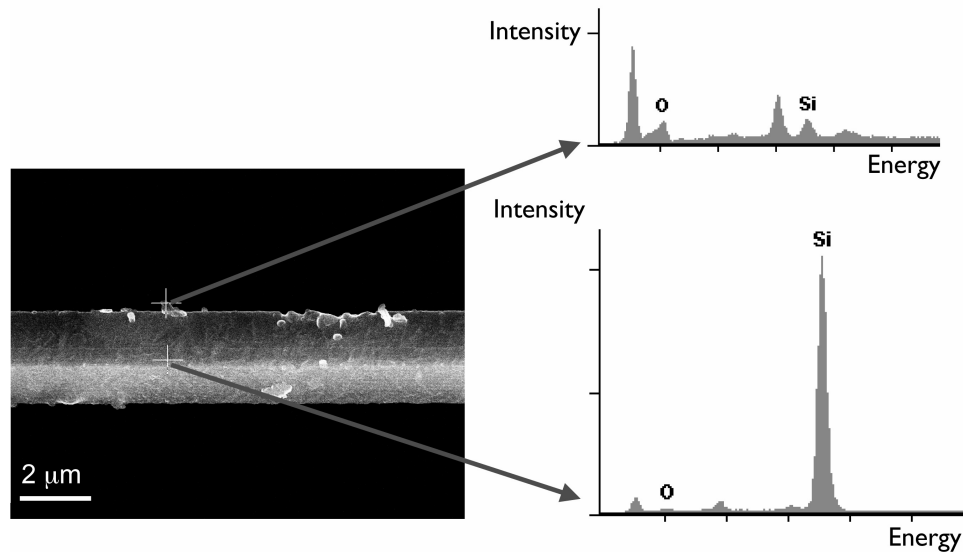 Intensity
O
Si
Energy
Intensity
Si
O
Energy
2 μm